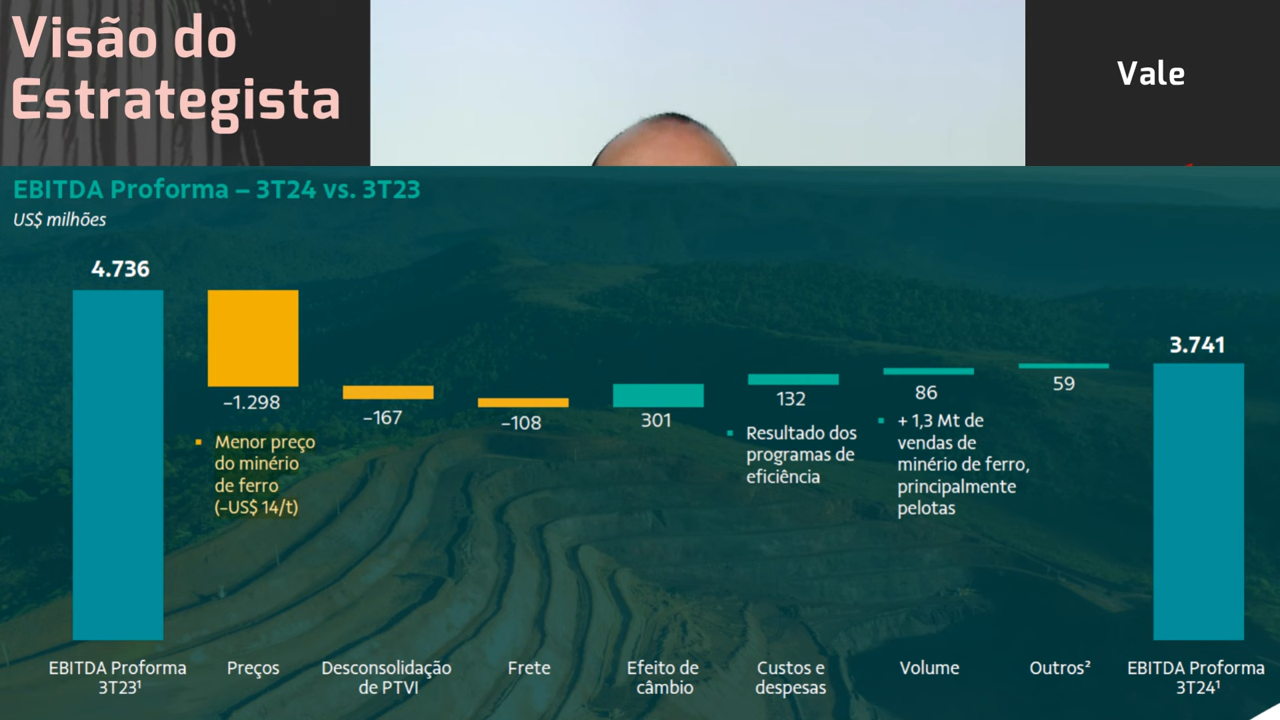 Visão do
Estrategista
Vale
EBITDA Proforma – 3T24 vs. 3T23
US$ milhões
4.736
–1.298
Menor preço
do minério
de ferro
(–US$ 14/t)
–167
–108
301
132
Resultado dos
programas de
eficiência
86
+ 1,3 Mt de
vendas de
minério de ferro,
principalmente
pelotas
59
3.741
EBITDA Proforma
3T23¹
Preços
Desconsolidação
de PTVI
Frete
Efeito de
câmbio
Custos e
despesas
Volume
Outros²
EBITDA Proforma
3T24¹